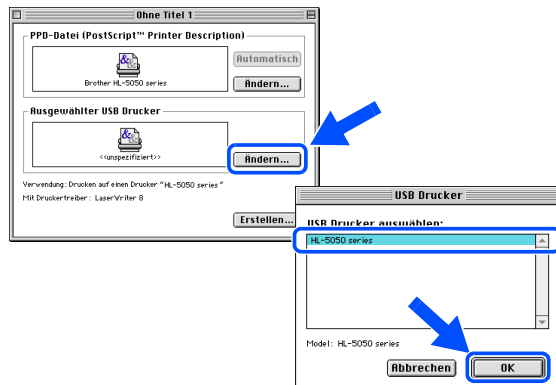 Ohne Titel 1
PPD-Datei (PostScript™ Printer Description)
Automatisch
Brother HL-5050 series
Ändern...
Ausgewählter USB Drucker
<<unspezifiziert>>
Ändern...
Verwendung: Drucken auf einen Drucker "HL-5050 series"
Mit Druckertreiber: LaserWriter 8
Erstellen...
USB Drucker
USB Drucker auswählen:
HL-5050 series
Model: HL-5050 series
Abbrechen
OK